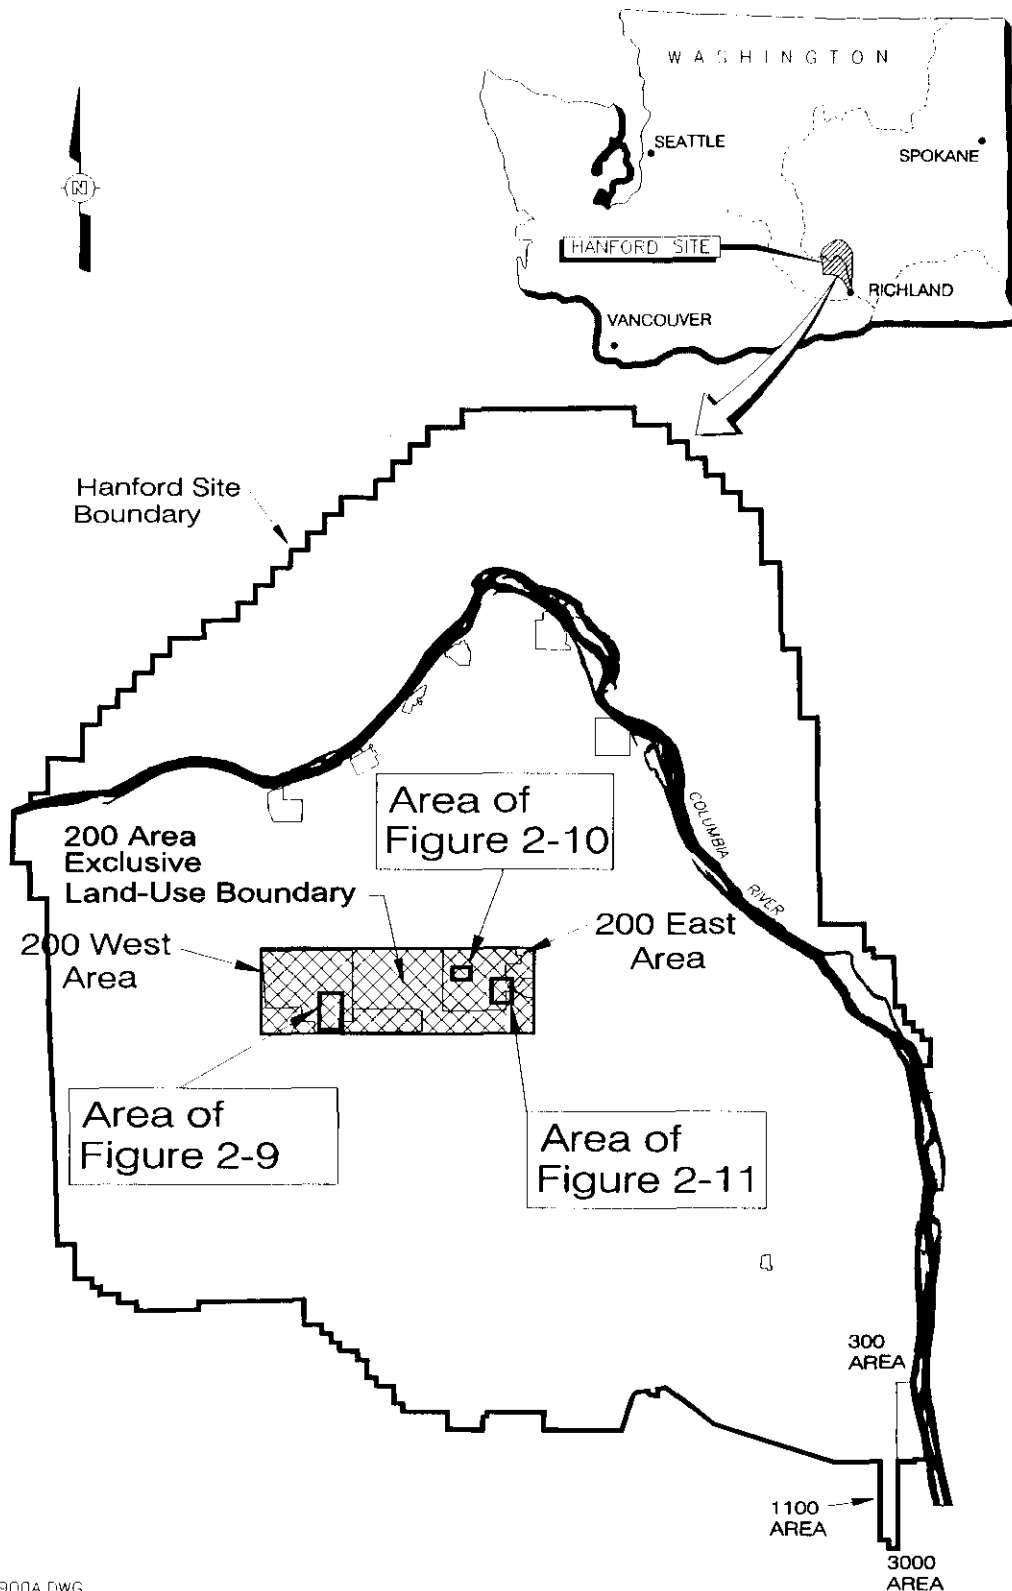 WASHINGTON
SEATTLE
SPOKANE
N
HANFORD SITE
RICHLAND
VANCOUVER
Hanford Site
Boundary
Area of
Figure 2-10
COLUMBIA
RIVER
200 Area
Exclusive
Land-Use Boundary
200 East
Area
200 West
Area
Area of
Figure 2-9
Area of
Figure 2-11
300
AREA
1100
AREA
3000
AREA
900A.DWG